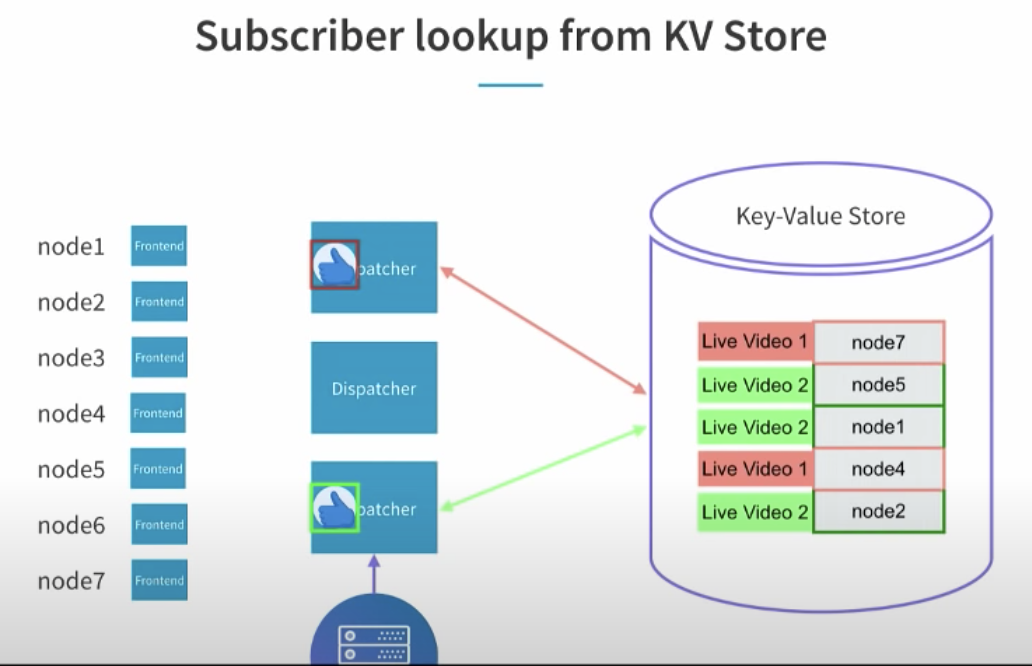 Subscriber lookup from KV Store
node1 Frontend
node2 Frontend
node3 Frontend
node4 Frontend
node5 Frontend
node6 Frontend
node7 Frontend
patcher
Dispatcher
patcher
Key-Value Store
Live Video 1 node7
Live Video 2 node5
Live Video 2 node1
Live Video 1 node4
Live Video 2 node2